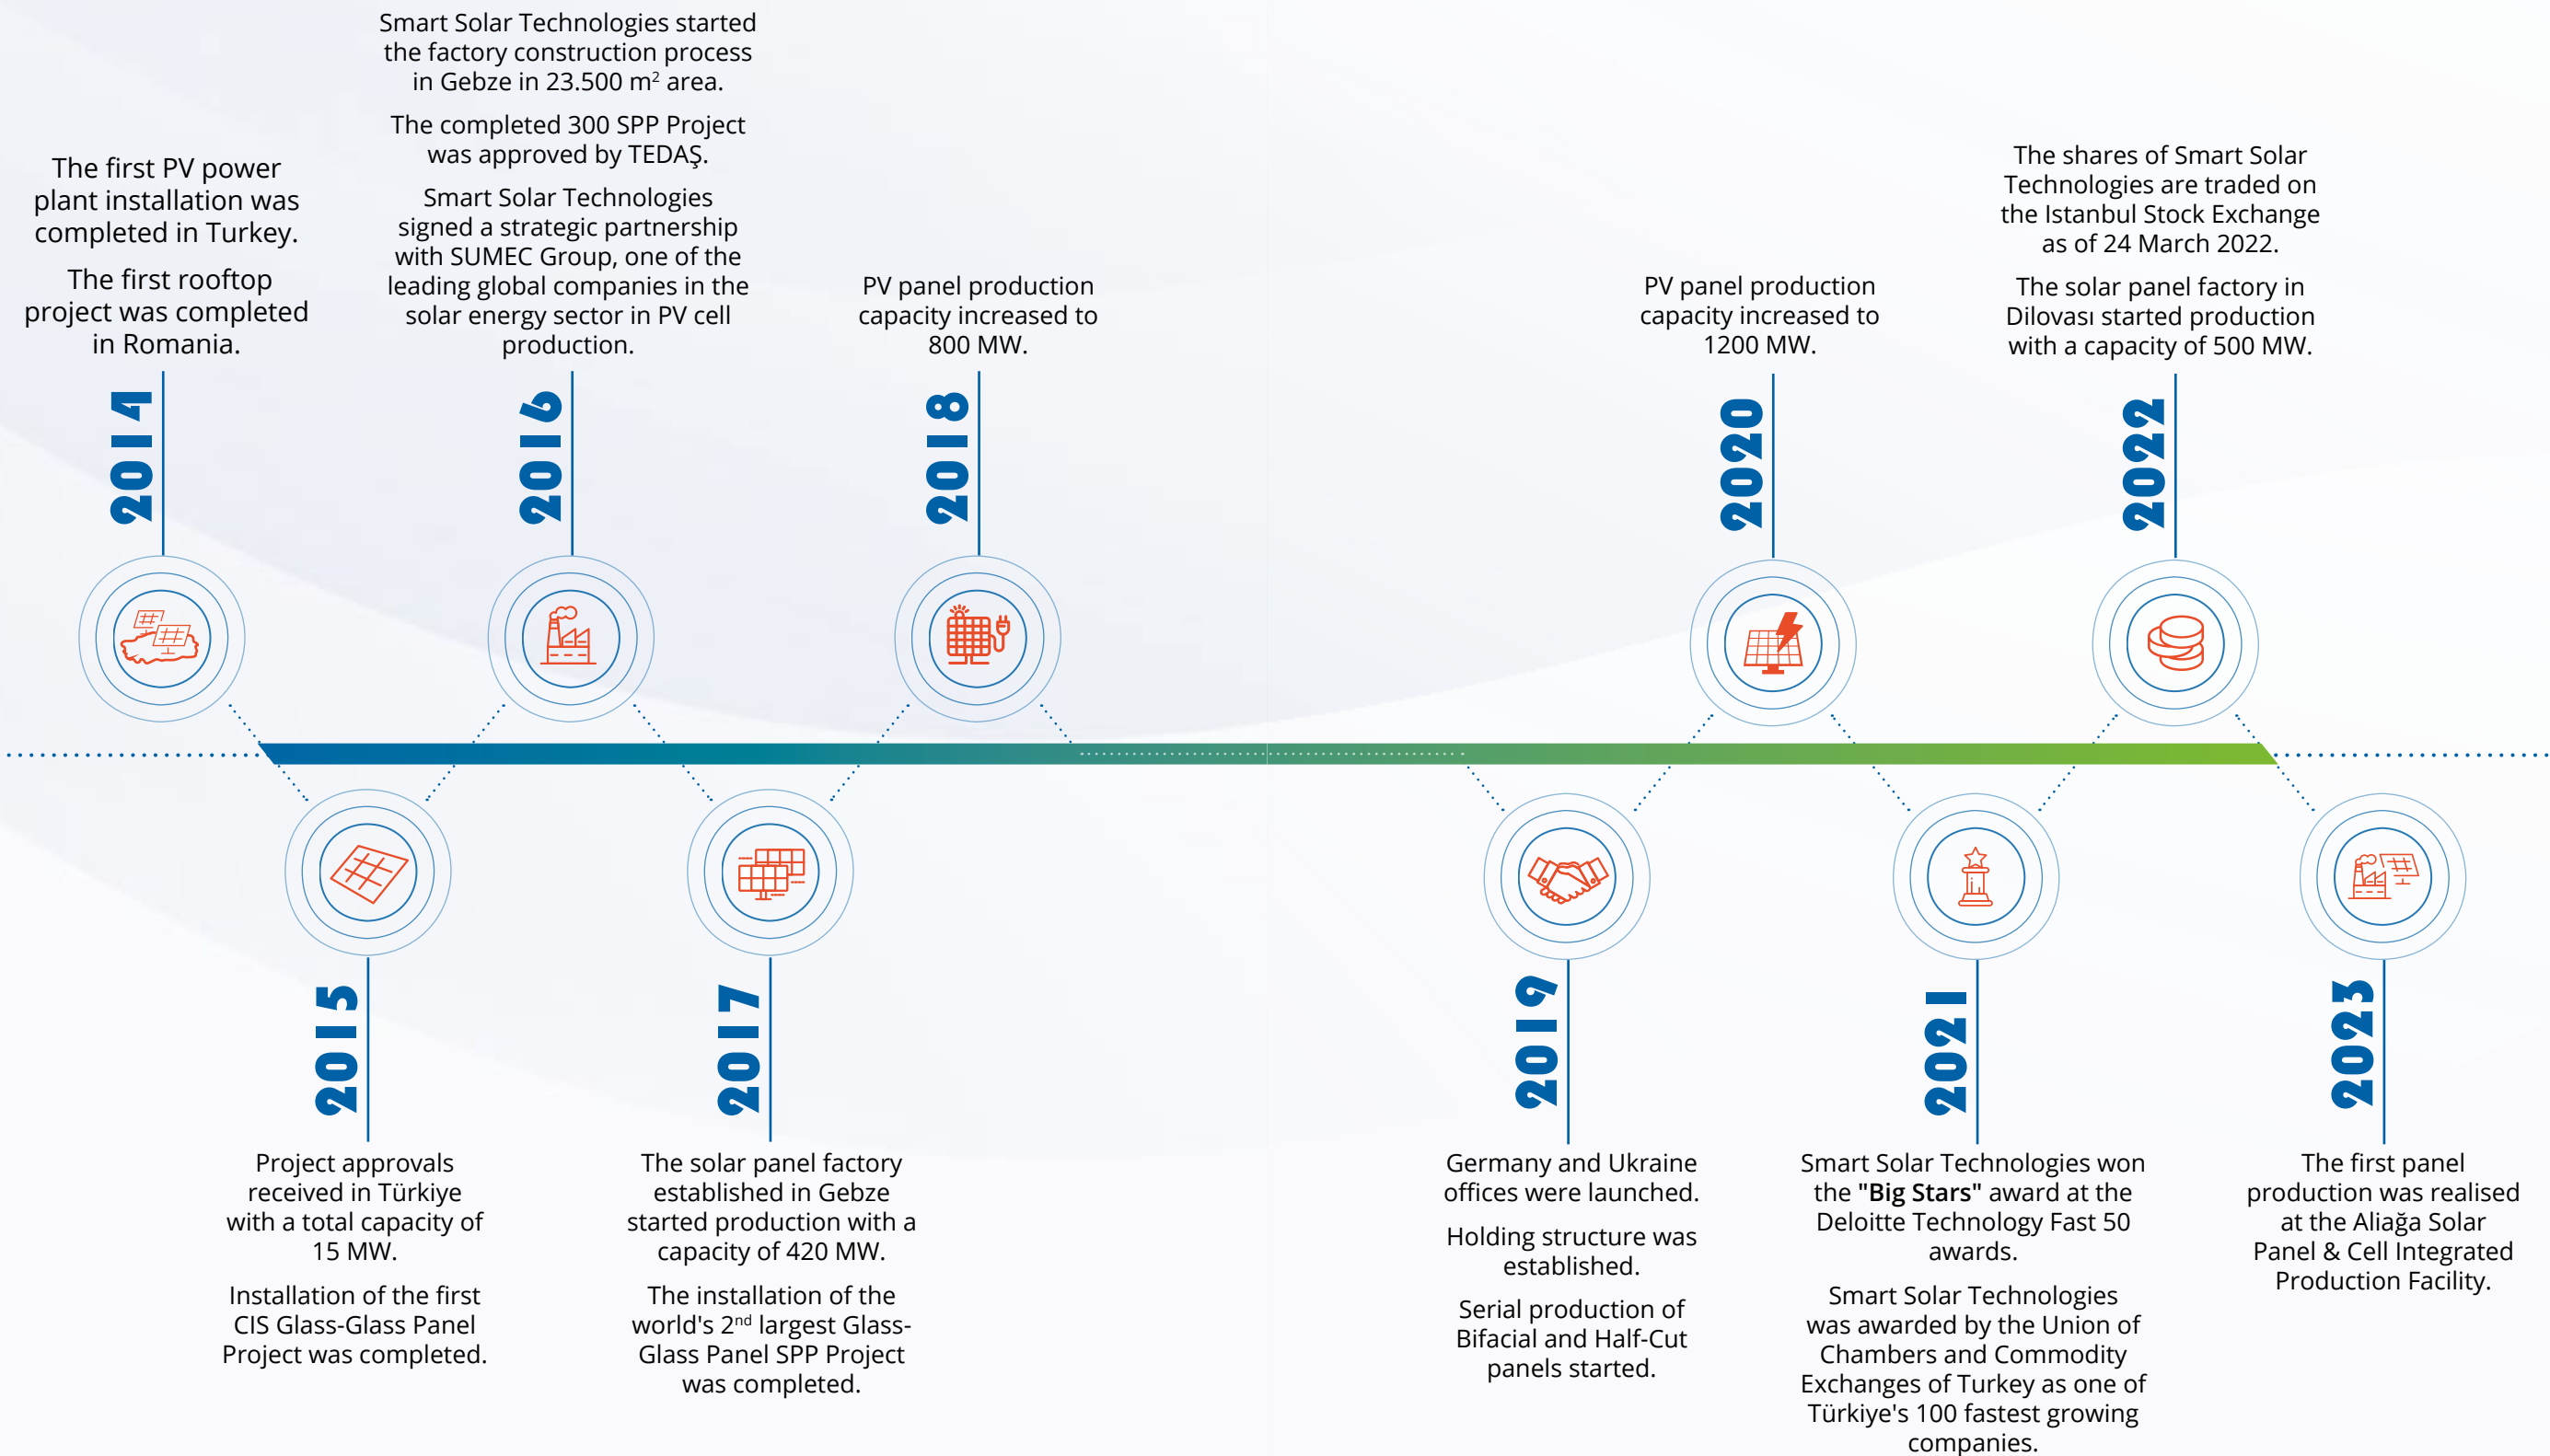 The first PV power
plant installation was
completed in Turkey.
The first rooftop
project was completed
in Romania.
2014
Project approvals
received in Türkiye
with a total capacity of
15 MW.
Installation of the first
CIS Glass-Glass Panel
Project was completed.
2015
Smart Solar Technologies started
the factory construction process
in Gebze in 23.500 m² area.
The completed 300 SPP Project
was approved by TEDAŞ.
Smart Solar Technologies
signed a strategic partnership
with SUMEC Group, one of the
leading global companies in the
solar energy sector in PV cell
production.
2016
2017
The solar panel factory
established in Gebze
started production with a
capacity of 420 MW.
The installation of the
world's 2nd largest Glass-
Glass Panel SPP Project
was completed.
PV panel production
capacity increased to
800 MW.
2018
2019
Germany and Ukraine
offices were launched.
Holding structure was
established.
Serial production of
Bifacial and Half-Cut
panels started.
PV panel production
capacity increased to
1200 MW.
2020
2021
Smart Solar Technologies won
the "Big Stars" award at the
Deloitte Technology Fast 50
awards.
Smart Solar Technologies
was awarded by the Union of
Chambers and Commodity
Exchanges of Turkey as one of
Türkiye's 100 fastest growing
companies.
The shares of Smart Solar
Technologies are traded on
the Istanbul Stock Exchange
as of 24 March 2022.
The solar panel factory in
Dilovası started production
with a capacity of 500 MW.
2022
2023
The first panel
production was realised
at the Aliağa Solar
Panel & Cell Integrated
Production Facility.